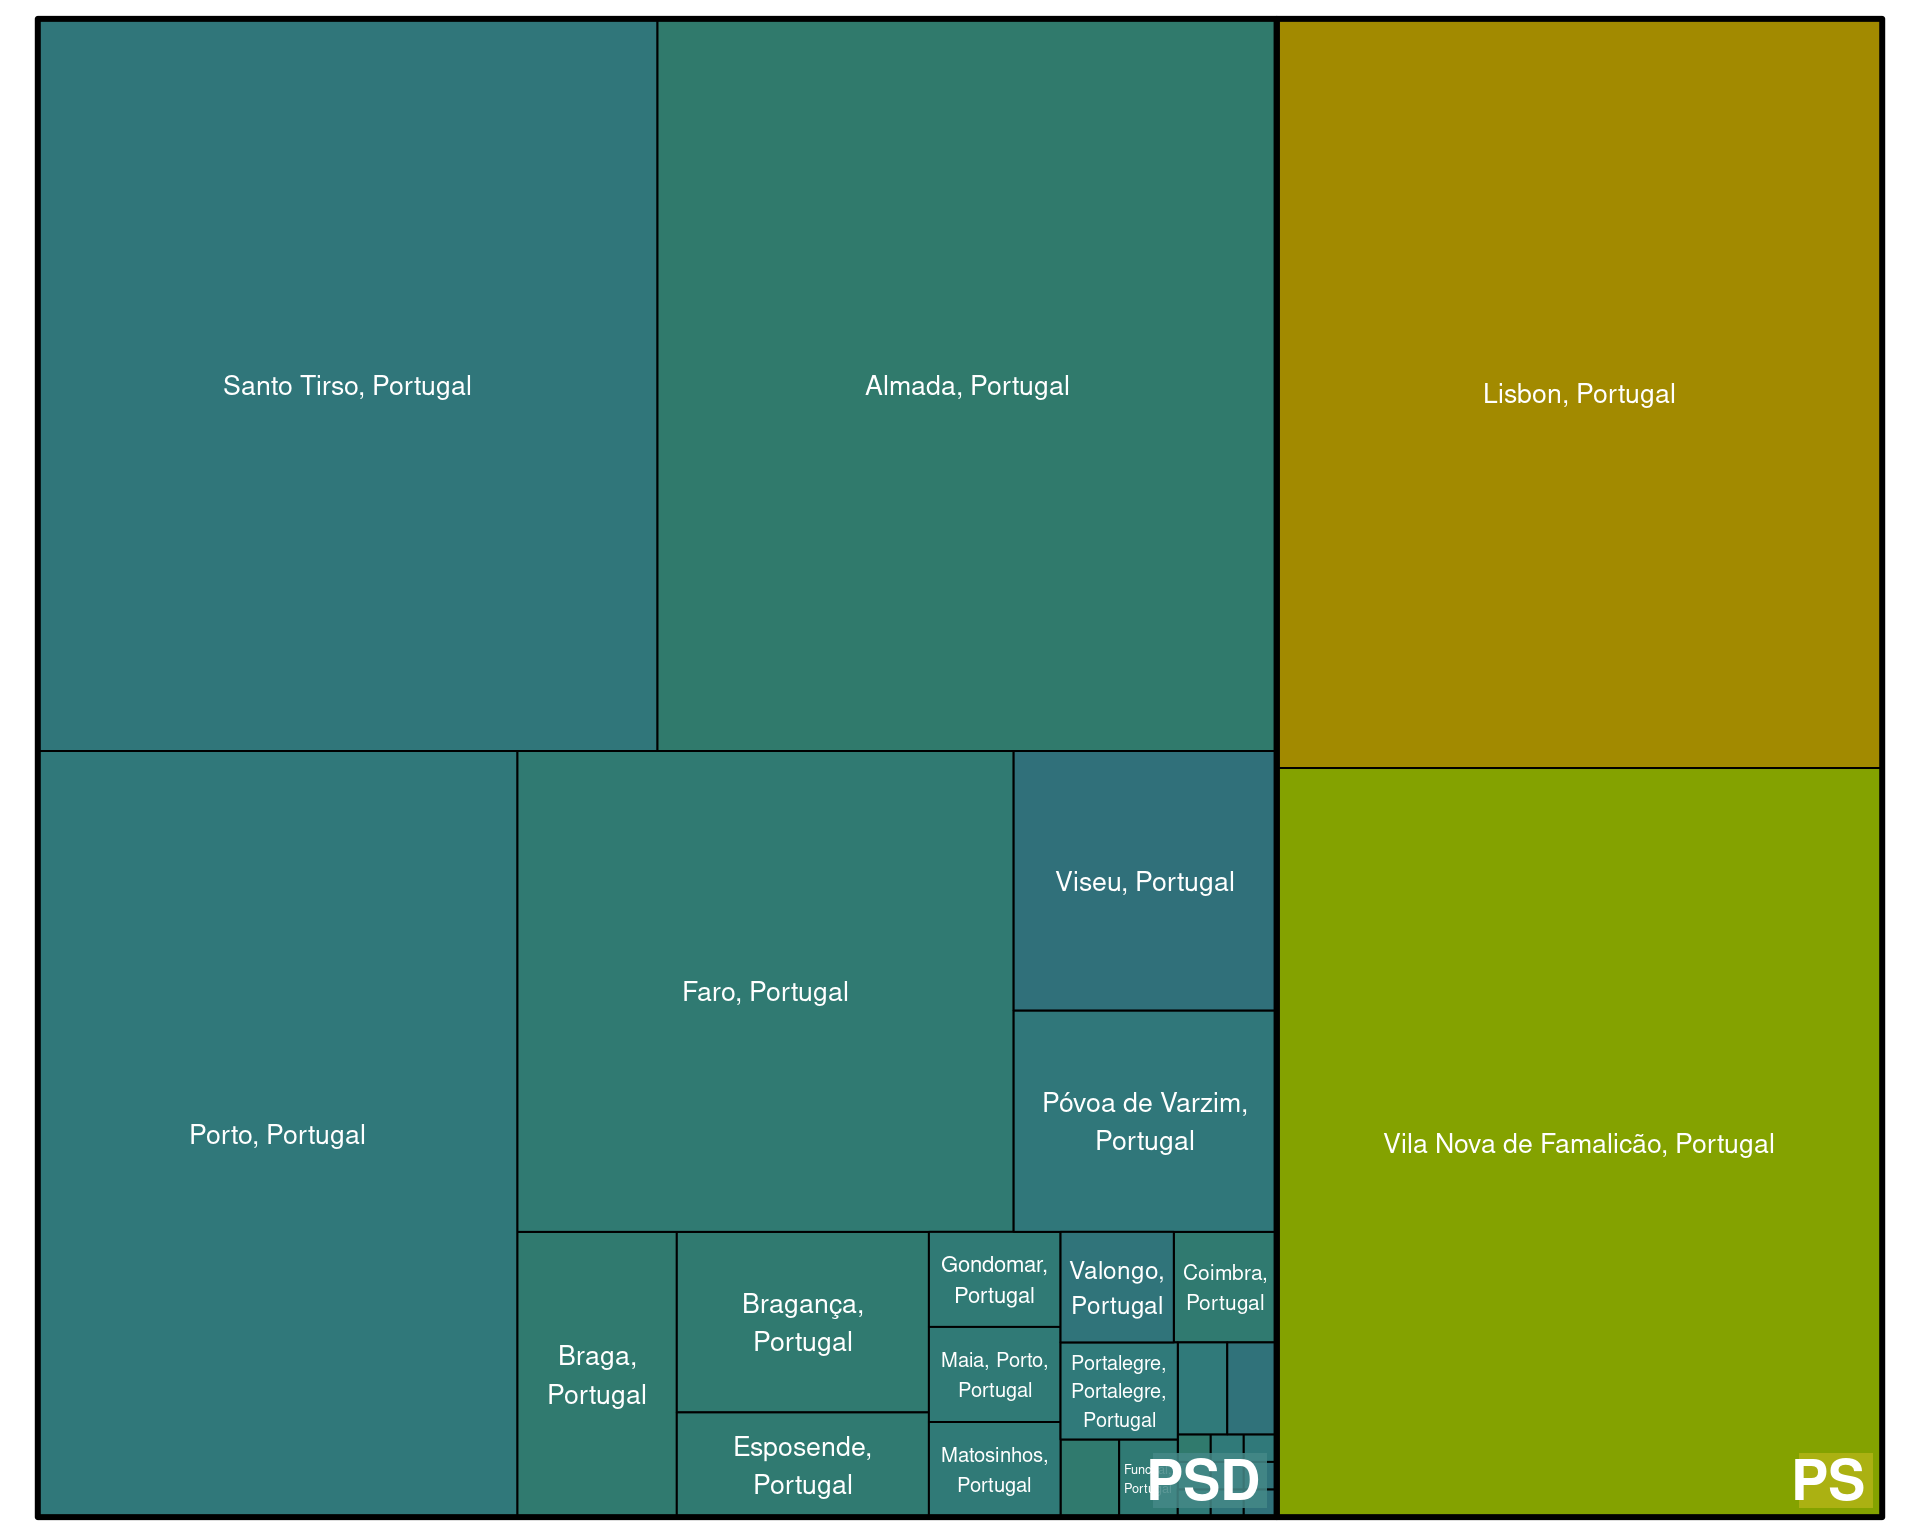 Santo Tirso, Portugal
Almada, Portugal
Lisbon, Portugal
Porto, Portugal
Faro, Portugal
Viseu, Portugal
Póvoa de Varzim,
Portugal
Vila Nova de Famalicão, Portugal
Braga,
Portugal
Bragança,
Portugal
Esposende,
Portugal
Gondomar,
Portugal
Maia, Porto,
Portugal
Matosinhos,
Portugal
Valongo,
Portugal
Coimbra,
Portugal
Portalegre,
Portalegre,
Portugal
Portugal
PSD
PS